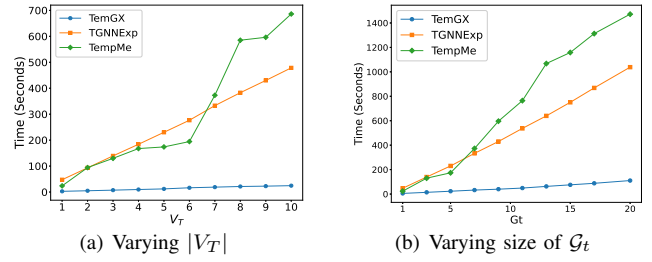 TemGX
TGNNExp
TempMe
Time (Seconds)
700
600
500
400
300
200
100
0
1 2 3 4 5 6 7 8 9 10
V_T
(a) Varying |V_T|
TemGX
TGNNExp
TempMe
Time (Seconds)
1400
1200
1000
800
600
400
200
0
1 5 10 15 20
Gt
(b) Varying size of 𝒢_t